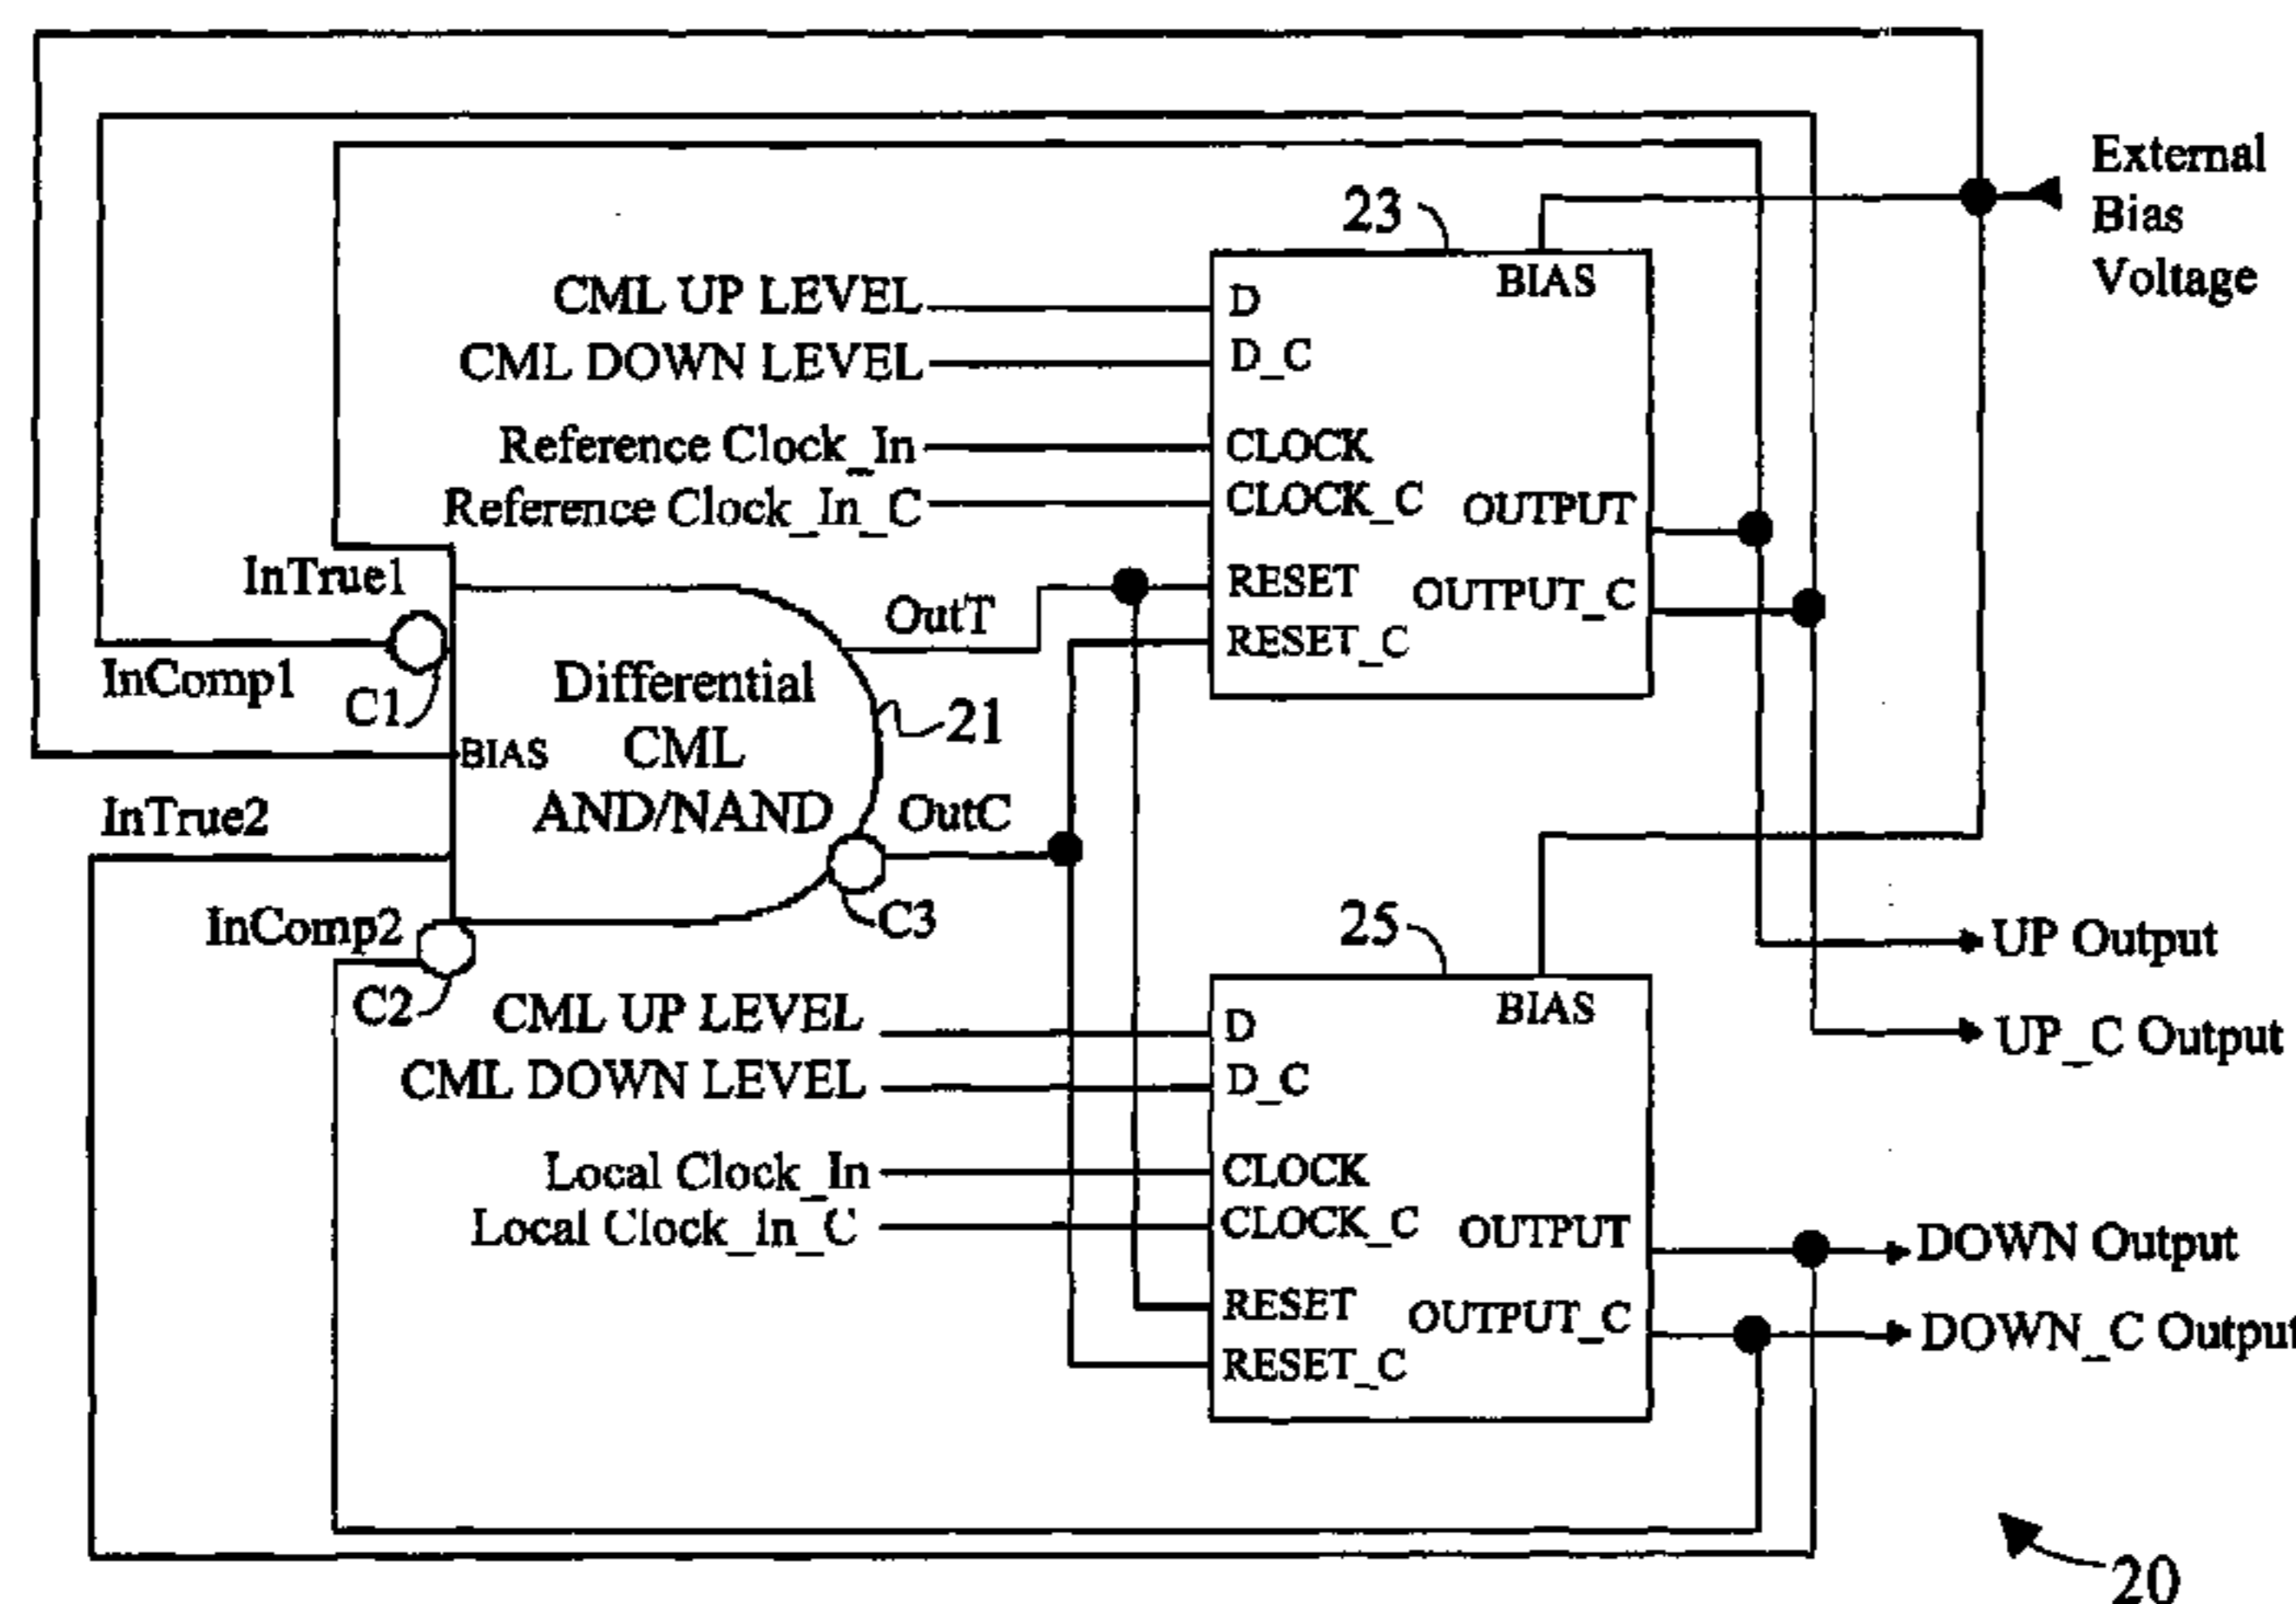 External
Bias
Voltage
23
BIAS
CML UP LEVEL
D
CML DOWN LEVEL
D_C
Reference Clock_In
CLOCK
Reference Clock_In_C
CLOCK_C
OUTPUT
InTrue1
OutT
RESET
OUTPUT_C
RESET_C
InComp1
C1
Differential
CML
AND/NAND
21
BIAS
InTrue2
OutC
InComp2
C3
C2
25
UP Output
BIAS
CML UP LEVEL
D
UP_C Output
CML DOWN LEVEL
D_C
Local Clock_In
CLOCK
Local Clock_in_C
CLOCK_C
OUTPUT
DOWN Output
RESET
OUTPUT_C
DOWN_C Output
RESET_C
20